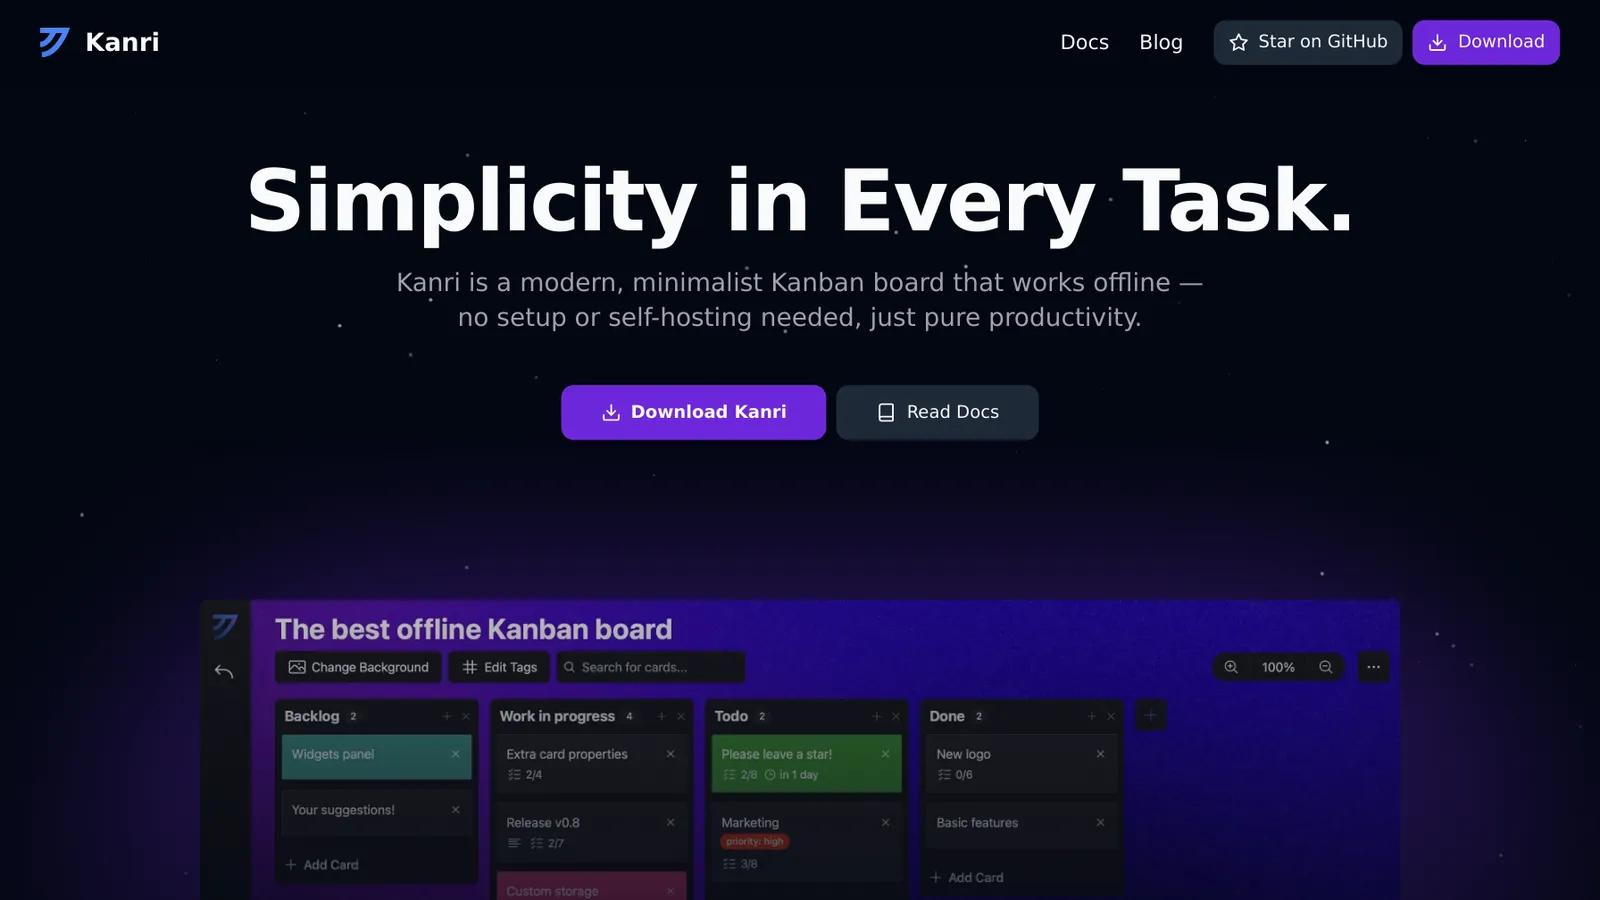 Kanri
Docs
Blog
Star on GitHub
Download
Simplicity in Every Task.
Kanri is a modern, minimalist Kanban board that works offline —
no setup or self-hosting needed, just pure productivity.
Download Kanri
Read Docs
The best offline Kanban board
Change Background
Edit Tags
Search for cards...
100%
Backlog 2
Widgets panel
Your suggestions!
+ Add Card
Work in progress 4
Extra card properties
2/4
Release v0.8
2/7
Custom storage
Todo 2
Please leave a star!
2/8 in 1 day
Marketing
priority: high
3/8
Done 2
New logo
0/6
Basic features
+ Add Card